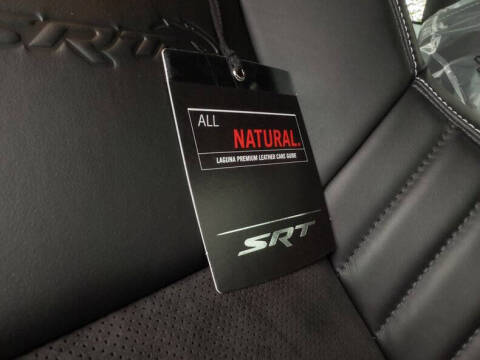 SRT
ALL
NATURAL.
LAGUNA PREMIUM LEATHER CARE GUIDE
SRT